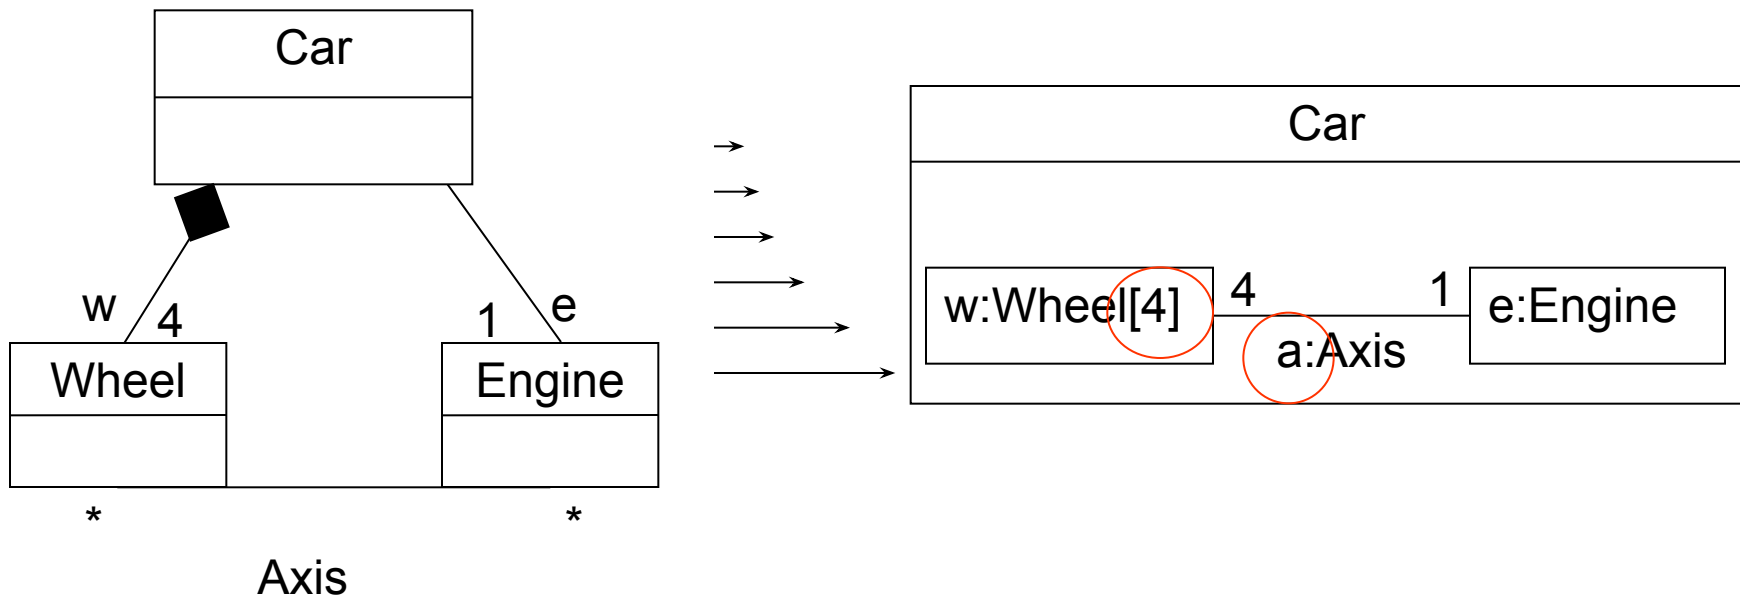 Car
w
4
1
e
Wheel
Engine
*
*
Axis
Car
w:Wheel[4]
4
1
e:Engine
a:Axis